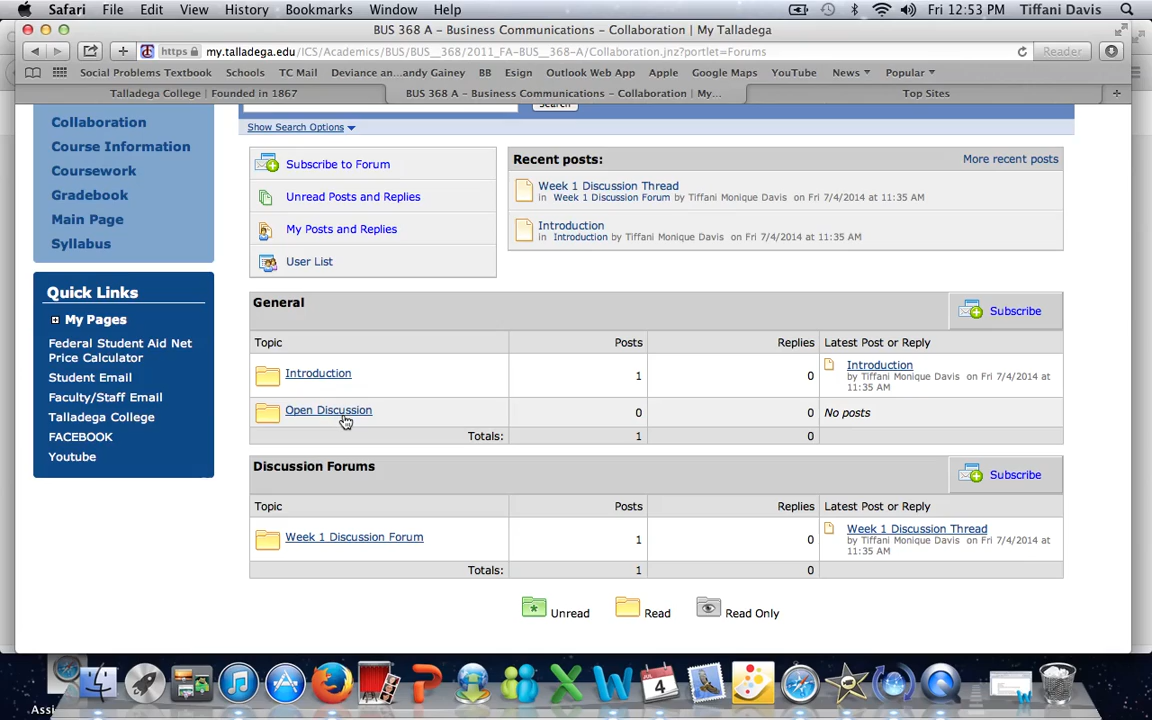 Safari File Edit View History Bookmarks Window Help Fri 12:53 PM Tiffani Davis
BUS 368 A – Business Communications – Collaboration | My Talladega
https my.talladega.edu/ICS/Academics/BUS/BUS__368/2011_FA-BUS__368-A/Collaboration.jnz?portlet=Forums Reader
Social Problems Textbook Schools TC Mail Deviance an...andy Gainey BB Esign Outlook Web App Apple Google Maps YouTube News Popular
Talladega College | Founded in 1867 BUS 368 A – Business Communications – Collaboration | My... Top Sites
Search
Collaboration
Course Information
Coursework
Gradebook
Main Page
Syllabus
Quick Links
My Pages
Federal Student Aid Net
Price Calculator
Student Email
Faculty/Staff Email
Talladega College
FACEBOOK
Youtube
Show Search Options
Subscribe to Forum
Unread Posts and Replies
My Posts and Replies
User List
Recent posts: More recent posts
Week 1 Discussion Thread
in Week 1 Discussion Forum by Tiffani Monique Davis on Fri 7/4/2014 at 11:35 AM
Introduction
in Introduction by Tiffani Monique Davis on Fri 7/4/2014 at 11:35 AM
General Subscribe
Topic Posts Replies Latest Post or Reply
Introduction 1 0 Introduction
by Tiffani Monique Davis on Fri 7/4/2014 at
11:35 AM
Open Discussion 0 0 No posts
Totals: 1 0
Discussion Forums Subscribe
Topic Posts Replies Latest Post or Reply
Week 1 Discussion Forum 1 0 Week 1 Discussion Thread
by Tiffani Monique Davis on Fri 7/4/2014 at
11:35 AM
Totals: 1 0
Unread Read Read Only
JUL
4
Assi